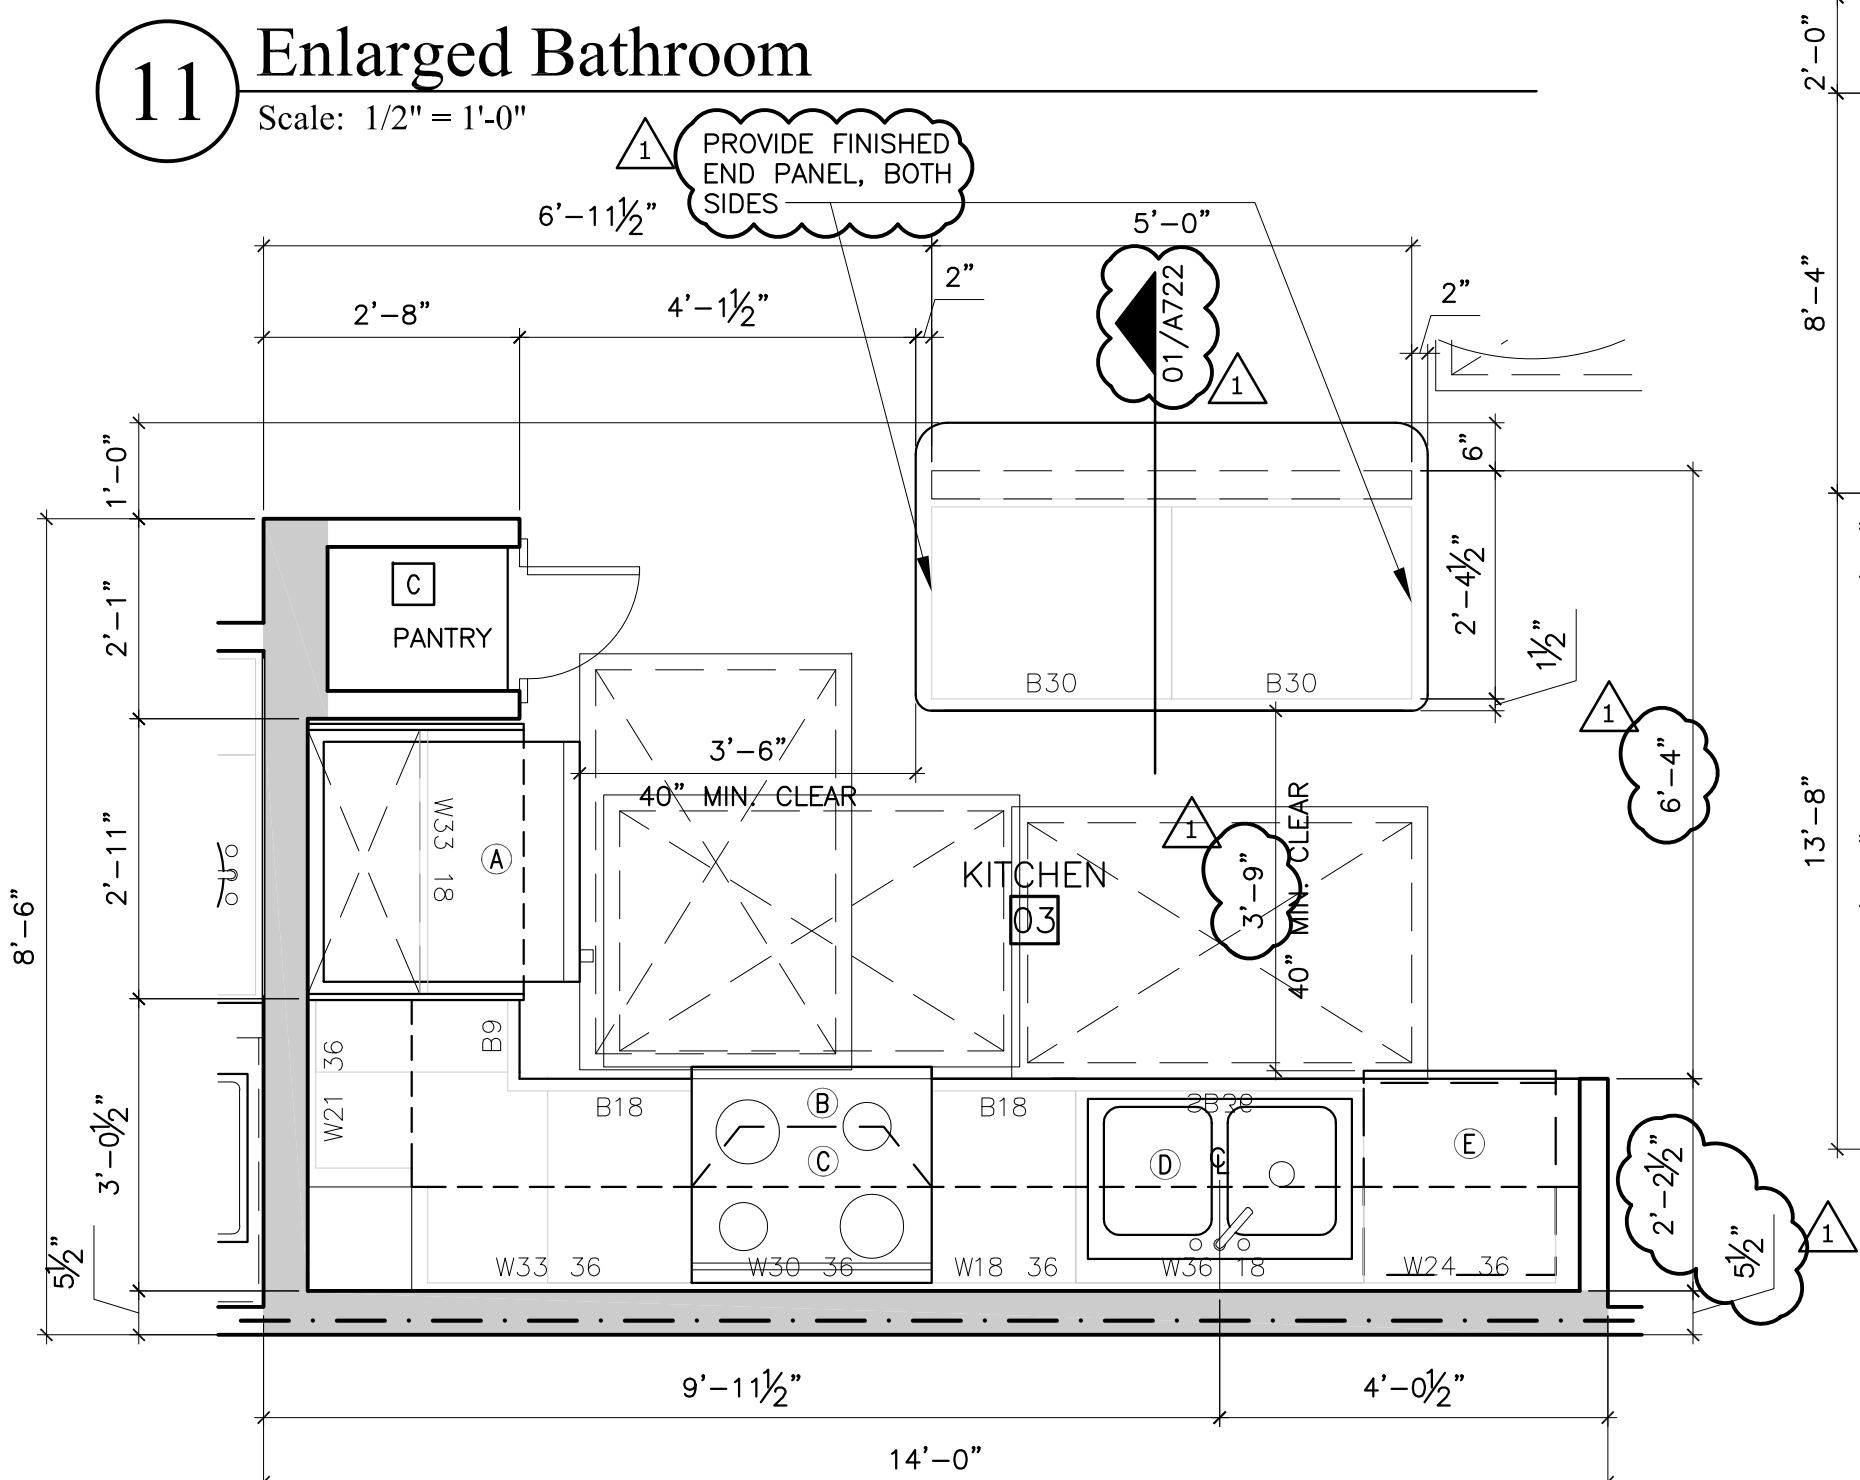 11
Enlarged Bathroom
Scale: 1/2" = 1'-0"
2'-0"
1
PROVIDE FINISHED
END PANEL, BOTH
SIDES
6'-11½"
5'-0"
2'-8"
4'-1½"
2"
01/A722
1
2"
8'-4"
1'-0"
6"
C
PANTRY
2'-1"
2'-4½"
1½"
B30
B30
1
3'-6"
40" MIN. CLEAR
6'-4"
W33 18
A
2'-11"
1
3'-9"
40" MIN. CLEAR
KITCHEN
03
13'-8"
8'-6"
B9
W21 36
B18
B
B18
C
D
CL
E
3'-0½"
2'-2½"
5½"
1
5½"
W33 36
W30 36
W18 36
W36 18
W24 36
9'-11½"
4'-0½"
14'-0"